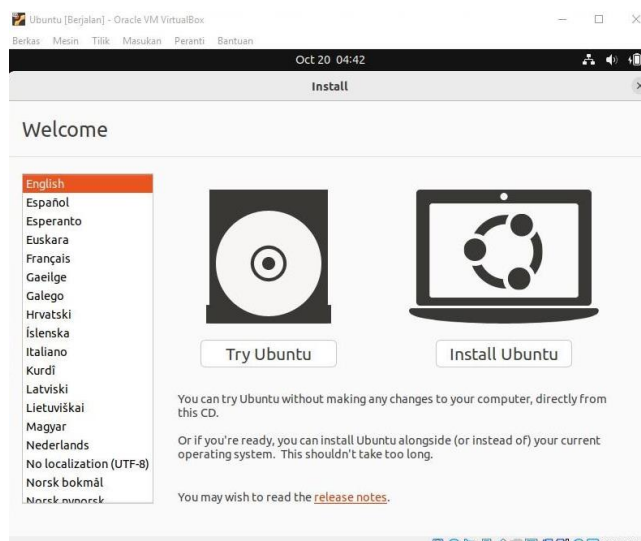 Ubuntu [Berjalan] - Oracle VM VirtualBox
Berkas Mesin Tilik Masukan Peranti Bantuan
Oct 20 04:42
Install
Welcome
English
Español
Esperanto
Euskara
Français
Gaeilge
Galego
Hrvatski
Íslenska
Italiano
Kurdî
Latviski
Lietuviškai
Magyar
Nederlands
No localization (UTF-8)
Norsk bokmål
Norsk nynorsk
Try Ubuntu
Install Ubuntu
You can try Ubuntu without making any changes to your computer, directly from
this CD.
Or if you're ready, you can install Ubuntu alongside (or instead of) your current
operating system. This shouldn't take too long.
You may wish to read the release notes.